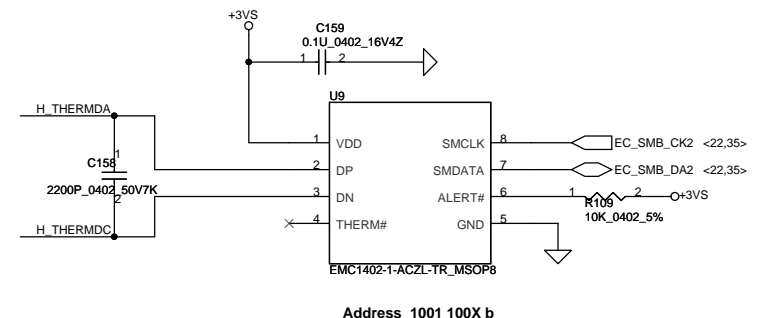 +3VS
C159
0.1U_0402_16V4Z
1 2
U9
H_THERMDA
1 VDD SMCLK 8 EC_SMB_CK2 <22,35>
1
C158
2 DP SMDATA 7 EC_SMB_DA2 <22,35>
2200P_0402_50V7K
2
3 DN ALERT# 6 1 2 +3VS
R109
10K_0402_5%
4 THERM# GND 5
H_THERMDC
EMC1402-1-ACZL-TR_MSOP8
Address 1001 100X b